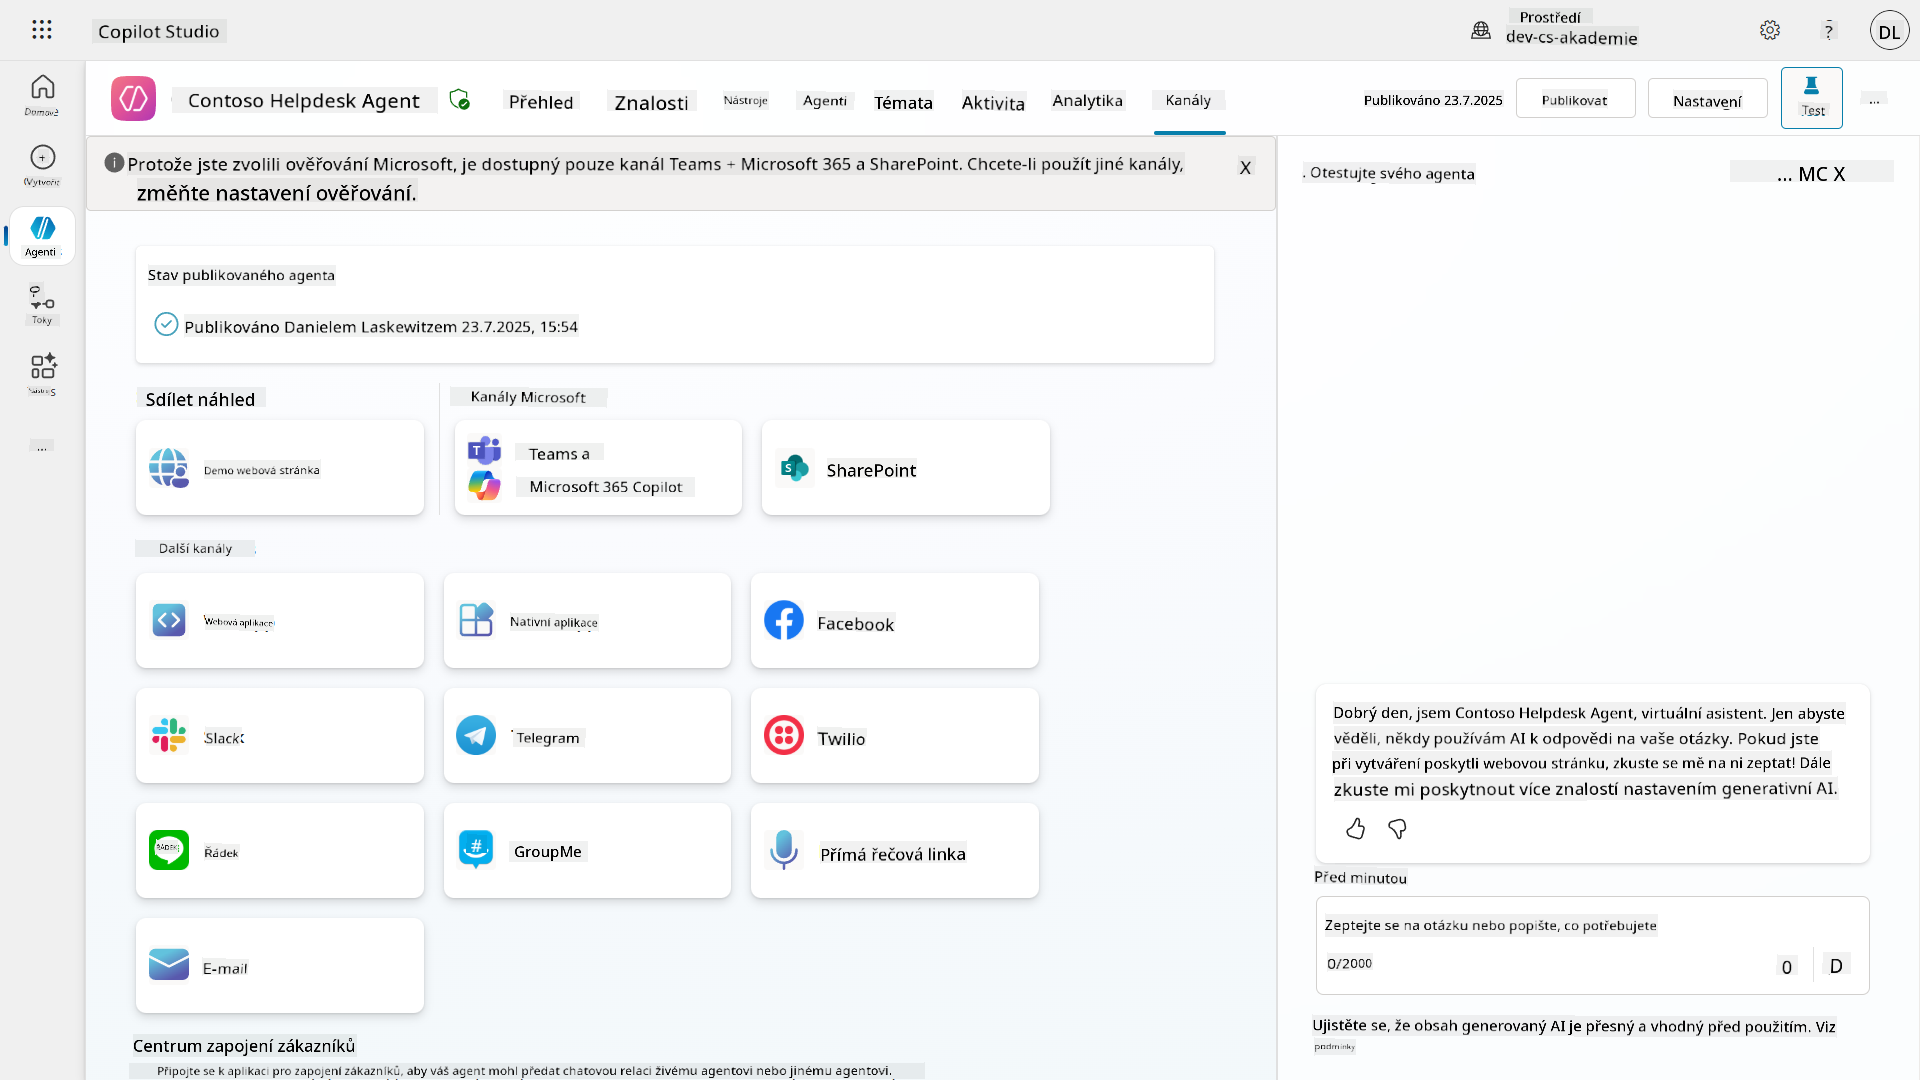 Copilot Studio
Prostředí
dev-cs-akademie
?
DL
Contoso Helpdesk Agent
Přehled
Znalosti
Nástroje
Agenti
Témata
Aktivita
Analytika
Kanály
Publikováno 23.7.2025
Publikovat
Nastavení
Test
...
Agenti
Toky
...
Protože jste zvolili ověřování Microsoft, je dostupný pouze kanál Teams + Microsoft 365 a SharePoint. Chcete-li použít jiné kanály,
změňte nastavení ověřování.
X
Stav publikovaného agenta
Publikováno Danielem Laskewitzem 23.7.2025, 15:54
Sdílet náhled
Demo webová stránka
Kanály Microsoft
Teams a
Microsoft 365 Copilot
SharePoint
Další kanály
Webová aplikace
Nativní aplikace
Facebook
Slack
Telegram
Twilio
Řádek
GroupMe
Přímá řečová linka
E-mail
Centrum zapojení zákazníků
Připojte se k aplikaci pro zapojení zákazníků, aby váš agent mohl předat chatovou relaci živému agentovi nebo jinému agentovi.
. Otestujte svého agenta
... MC X
Dobrý den, jsem Contoso Helpdesk Agent, virtuální asistent. Jen abyste
věděli, někdy používám AI k odpovědi na vaše otázky. Pokud jste
při vytváření poskytli webovou stránku, zkuste se mě na ni zeptat! Dále
zkuste mi poskytnout více znalostí nastavením generativní AI.
Před minutou
Zeptejte se na otázku nebo popište, co potřebujete
0/2000
0
D
Ujistěte se, že obsah generovaný AI je přesný a vhodný před použitím. Viz
podmínky